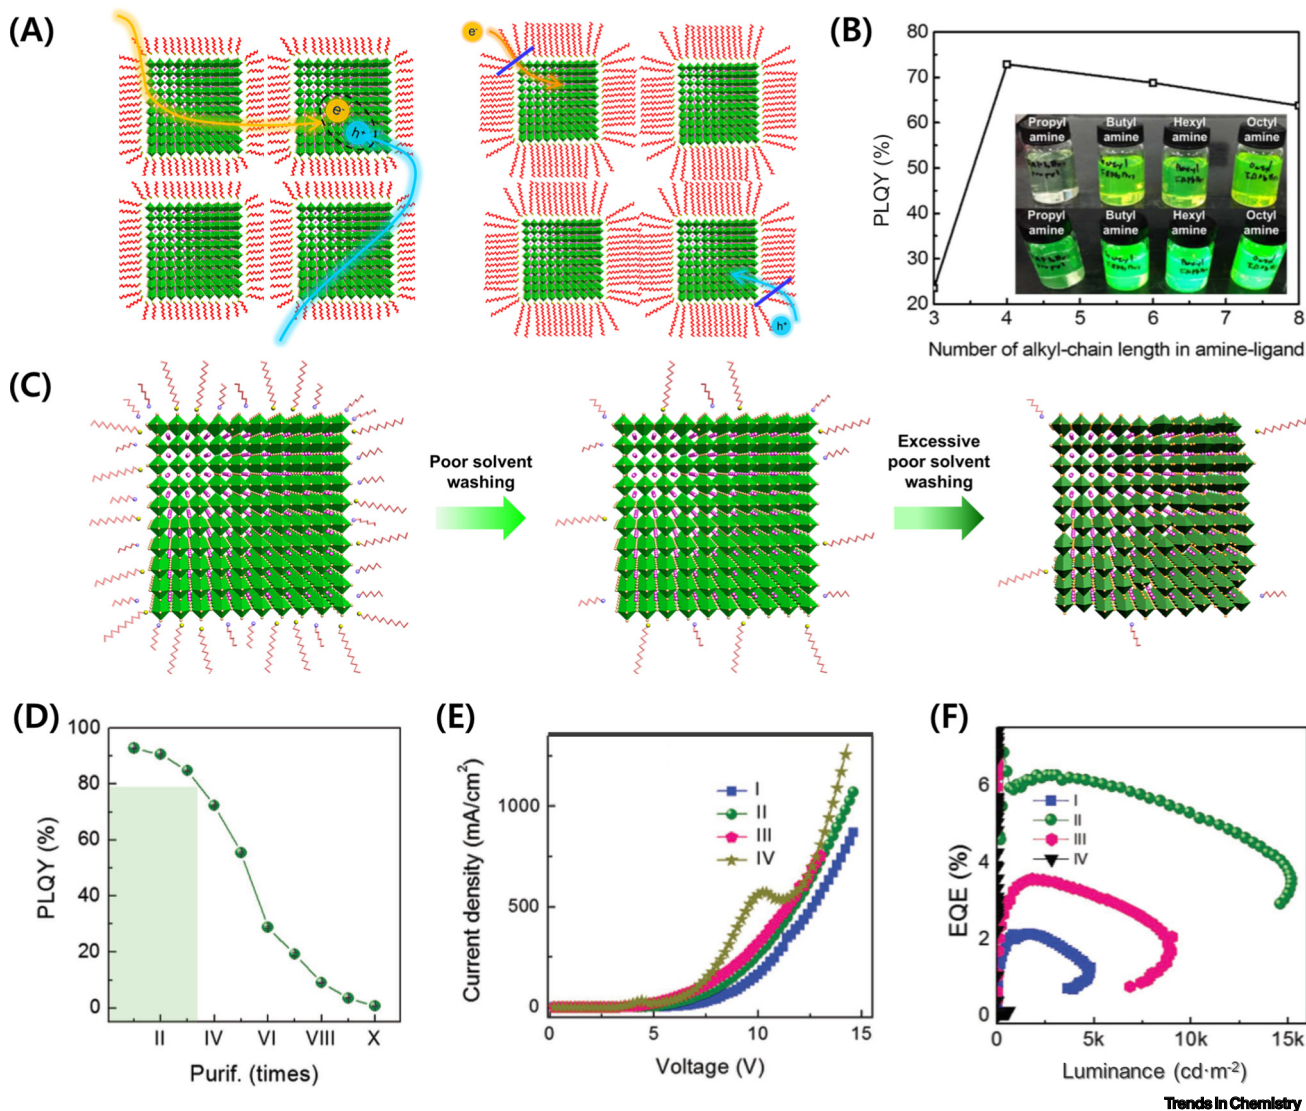 (A)
e-
h+
e-
h+
(B)
80
70
60
50
40
30
20
PLQY (%)
3
4
5
6
7
8
Number of alkyl-chain length in amine-ligand
Propyl
amine
Butyl
amine
Hexyl
amine
Octyl
amine
Propyl
amine
Butyl
amine
Hexyl
amine
Octyl
amine
(C)
Poor solvent
washing
Excessive
poor solvent
washing
(D)
100
80
60
40
20
0
PLQY (%)
II
IV
VI
VIII
X
Purif. (times)
(E)
1000
500
0
Current density (mA/cm²)
I
II
III
IV
0
5
10
15
Voltage (V)
(F)
6
4
2
0
EQE (%)
I
II
III
IV
0
5k
10k
15k
Luminance (cd·m⁻²)
Trends in Chemistry